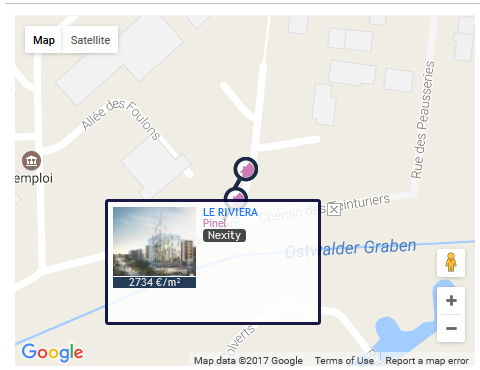 Map Satellite
Allée des Foulons
Rue des Peausseries
emploi
LE RIVIERA
Pinel
Nexity
2734 €/m²
Chemin des Teinturiers
Ostwalder Graben
olverts
Google
Map data ©2017 Google Terms of Use Report a map error